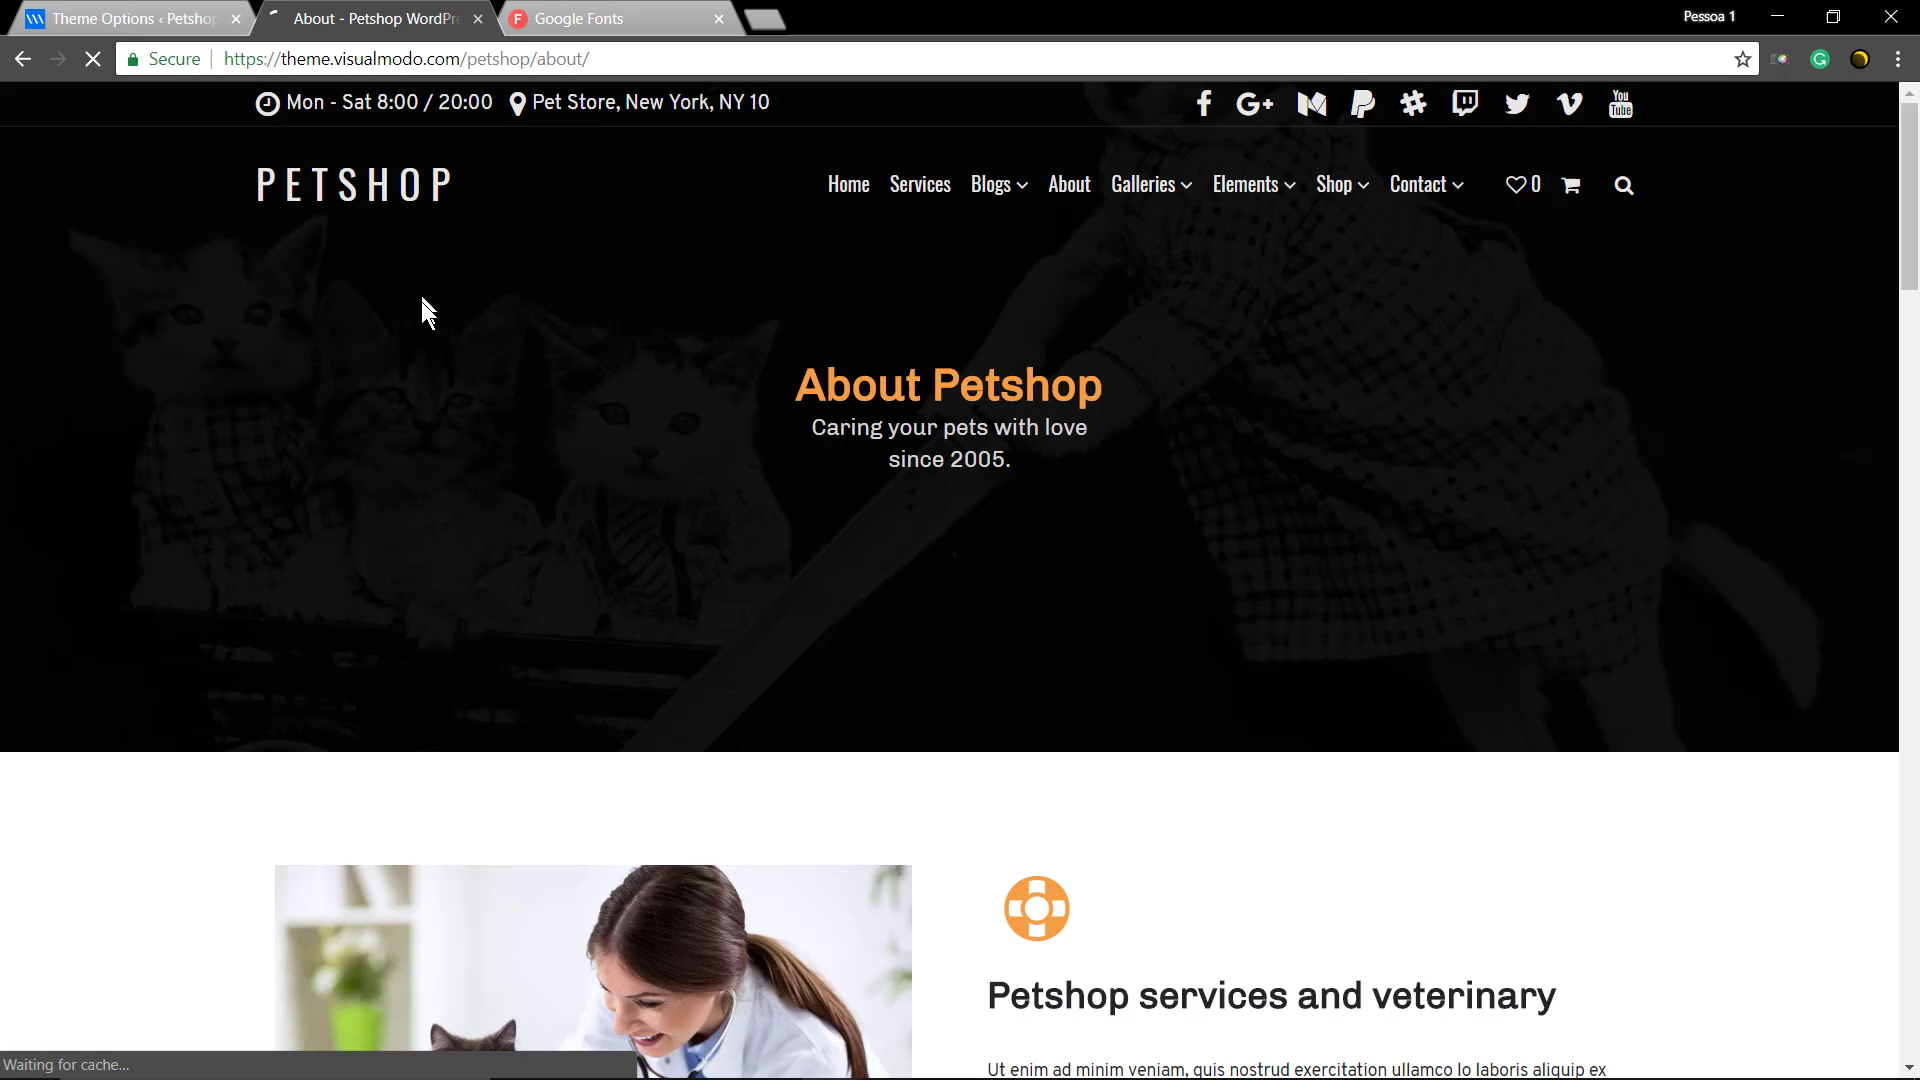 Theme Options ‹ Petshop
About - Petshop WordPre
F Google Fonts
Pessoa 1
Secure
https://theme.visualmodo.com/petshop/about/
Mon - Sat 8:00 / 20:00 Pet Store, New York, NY 10
You Tube
PETSHOP
Home Services Blogs About Galleries Elements Shop Contact 0
About Petshop
Caring your pets with love
since 2005.
Petshop services and veterinary
Ut enim ad minim veniam, quis nostrud exercitation ullamco lo laboris aliquip ex
Waiting for cache...